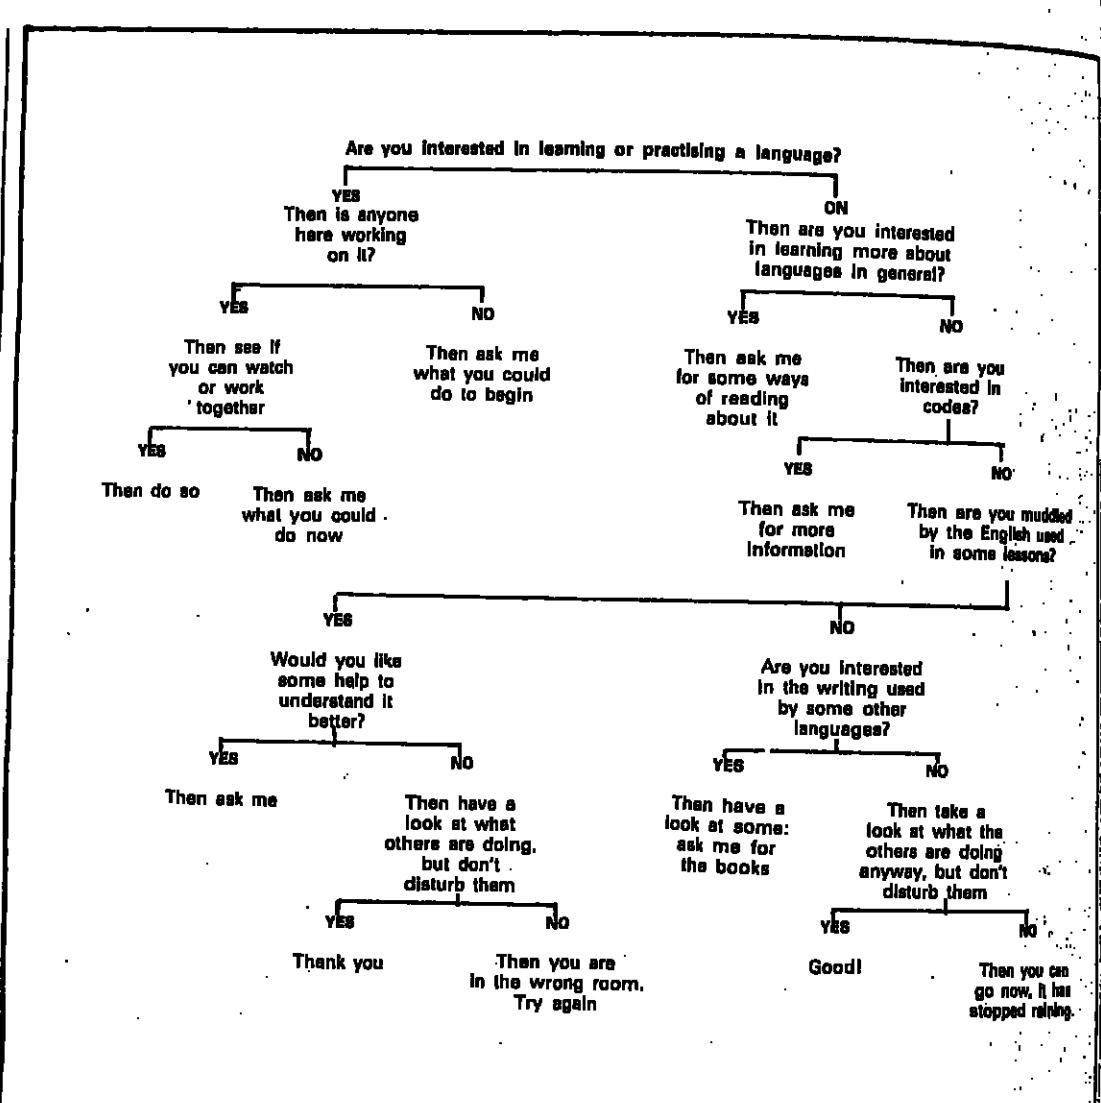 Are you interested in learning or practising a language?
YES
Then is anyone
here working
on it?
ON
Then are you interested
in learning more about
languages in general?
YES
NO
YES
NO
Then see if
you can watch
or work
together
Then ask me
what you could
do to begin
Then ask me
for some ways
of reading
about it
Then are you
interested in
codes?
YES
NO
YES
NO
Then do so
Then ask me
what you could
do now
Then ask me
for more
information
Then are you muddled
by the English used
in some lessons?
YES
NO
Would you like
some help to
understand it
better?
Are you interested
in the writing used
by some other
languages?
YES
NO
YES
NO
Then ask me
Then have a
look at what
others are doing,
but don't
disturb them
Then have a
look at some:
ask me for
the books
Then take a
look at what the
others are doing
anyway, but don't
disturb them
YES
NO
YES
NO
Thank you
Then you are
in the wrong room.
Try again
Good!
Then you can
go now, it has
stopped raining.